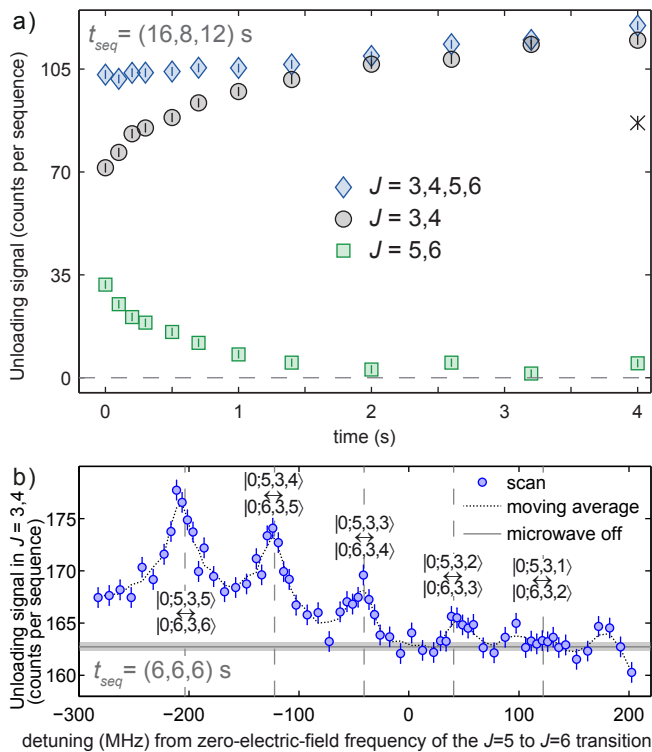 a)
t_seq = (16,8,12) s
Unloading signal (counts per sequence)
105
70
35
0
J = 3,4,5,6
J = 3,4
J = 5,6
0 1 2 3 4
time (s)
b)
Unloading signal in J = 3,4
(counts per sequence)
175
170
165
160
|0;5,3,5⟩
↔
|0;6,3,6⟩
|0;5,3,4⟩
↔
|0;6,3,5⟩
|0;5,3,3⟩
↔
|0;6,3,4⟩
|0;5,3,2⟩
↔
|0;6,3,3⟩
|0;5,3,1⟩
↔
|0;6,3,2⟩
scan
moving average
microwave off
t_seq = (6,6,6) s
−300 −200 −100 0 100 200
detuning (MHz) from zero-electric-field frequency of the J=5 to J=6 transition